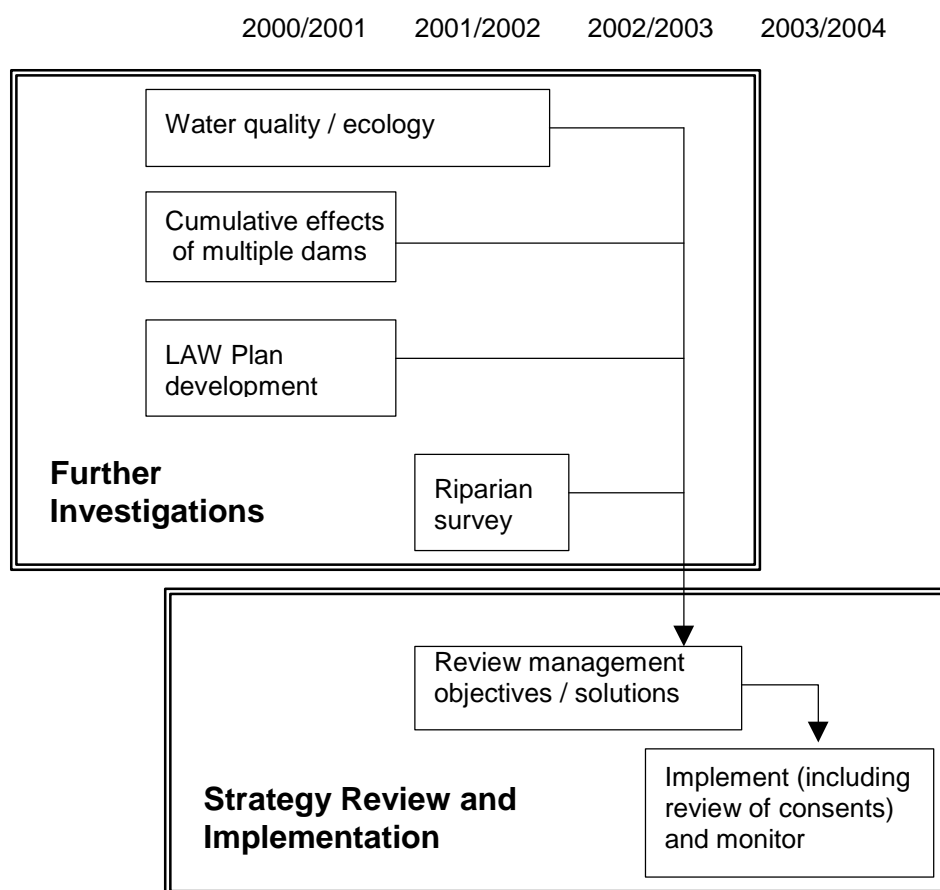 2000/2001 2001/2002 2002/2003 2003/2004
Water quality / ecology
Cumulative effects
of multiple dams
LAW Plan
development
Further
Investigations
Riparian
survey
Review management
objectives / solutions
Strategy Review and
Implementation
Implement (including
review of consents)
and monitor